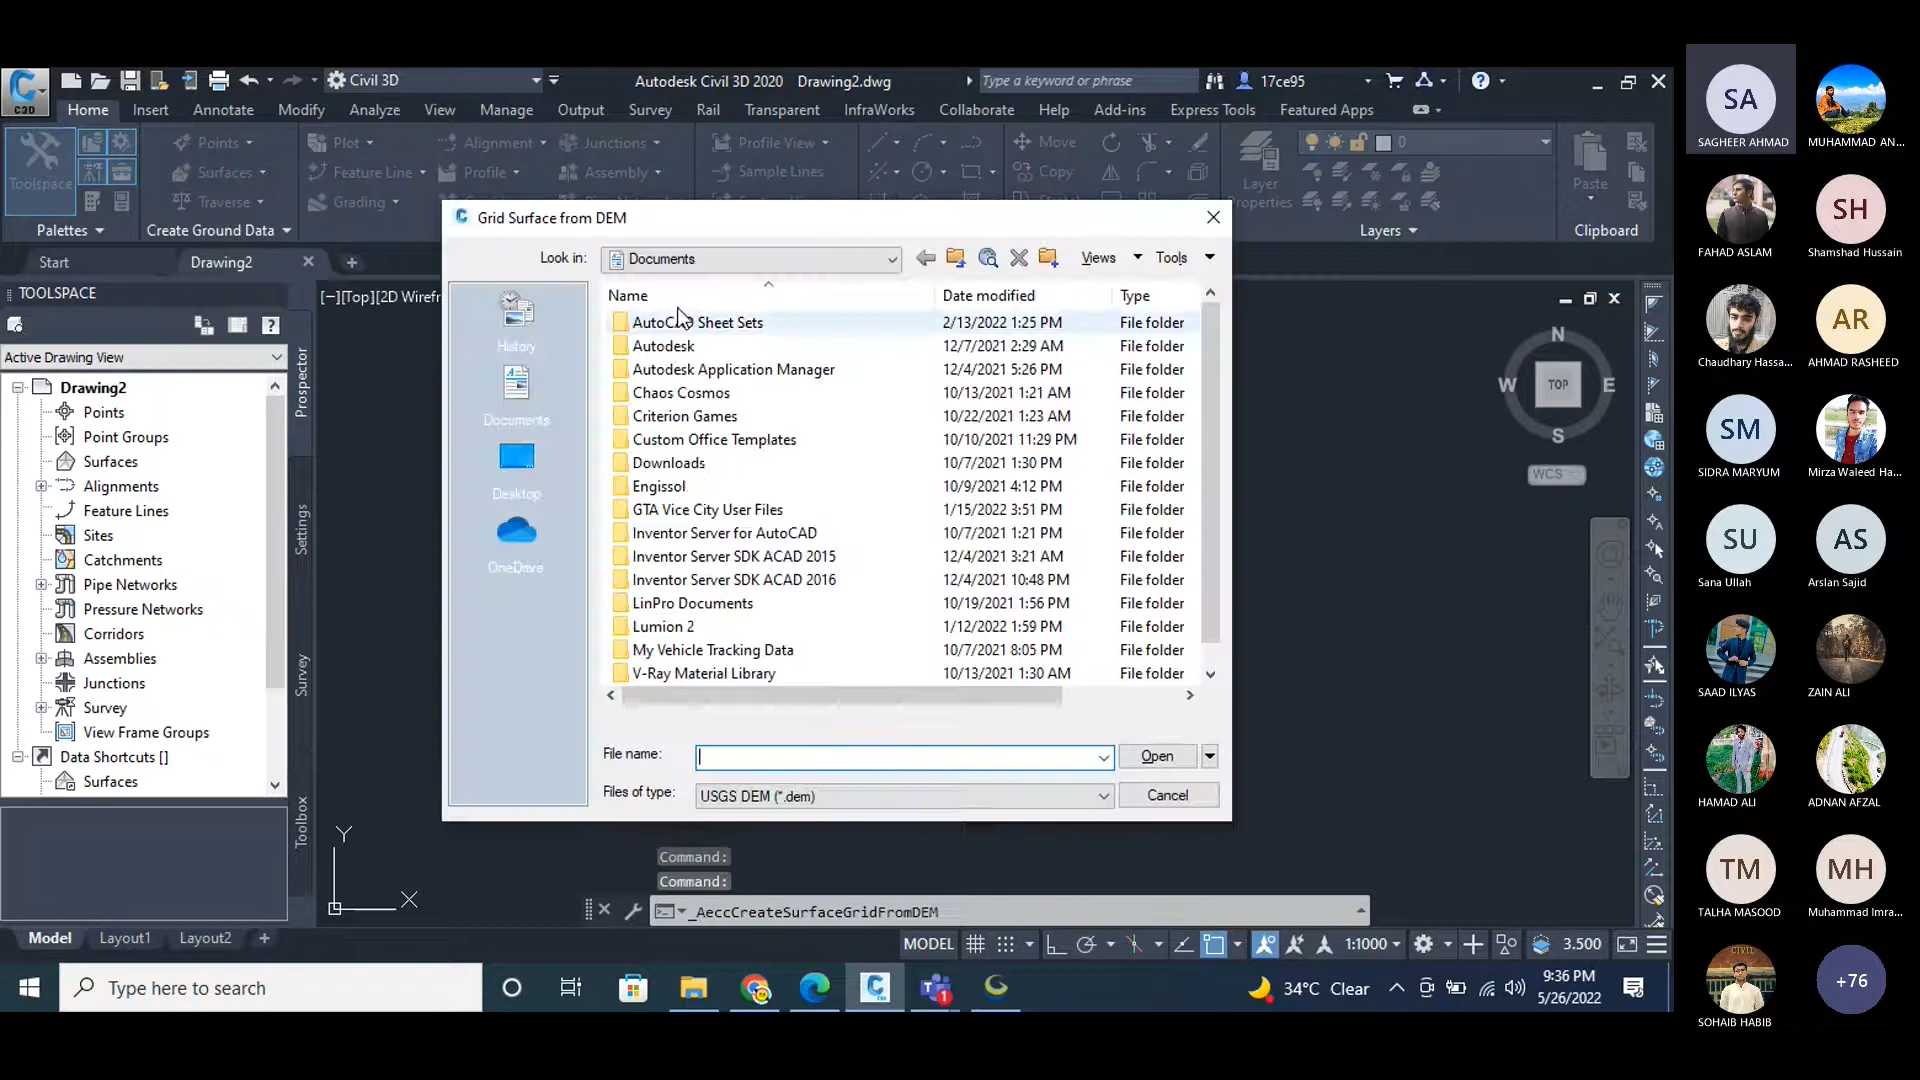 Civil 3D
Autodesk Civil 3D 2020 Drawing2.dwg
Type a keyword or phrase
17ce95
C3D
Home Insert Annotate Modify Analyze View Manage Output Survey Rail Transparent InfraWorks Collaborate Help Add-ins Express Tools Featured Apps
Toolspace
Points
Surfaces
Traverse
Plot
Feature Line
Grading
Alignment
Profile
Junctions
Assembly
Profile View
Sample Lines
Move
Copy
Layer
Properties
0
Paste
Palettes
Create Ground Data
Layers
Clipboard
Start
Drawing2
TOOLSPACE
Active Drawing View
Drawing2
Points
Point Groups
Surfaces
Alignments
Feature Lines
Sites
Catchments
Pipe Networks
Pressure Networks
Corridors
Assemblies
Junctions
Survey
View Frame Groups
Data Shortcuts []
Surfaces
Prospector
Settings
Survey
Toolbox
[−][Top][2D Wirefr
Grid Surface from DEM
Look in: Documents
Views
Tools
History
Documents
Desktop
OneDrive
Name Date modified Type
AutoCAD Sheet Sets 2/13/2022 1:25 PM File folder
Autodesk 12/7/2021 2:29 AM File folder
Autodesk Application Manager 12/4/2021 5:26 PM File folder
Chaos Cosmos 10/13/2021 1:21 AM File folder
Criterion Games 10/22/2021 1:23 AM File folder
Custom Office Templates 10/10/2021 11:29 PM File folder
Downloads 10/7/2021 1:30 PM File folder
Engissol 10/9/2021 4:12 PM File folder
GTA Vice City User Files 1/15/2022 3:51 PM File folder
Inventor Server for AutoCAD 10/7/2021 1:21 PM File folder
Inventor Server SDK ACAD 2015 12/4/2021 3:21 AM File folder
Inventor Server SDK ACAD 2016 12/4/2021 10:48 PM File folder
LinPro Documents 10/19/2021 1:56 PM File folder
Lumion 2 1/12/2022 1:59 PM File folder
My Vehicle Tracking Data 10/7/2021 8:05 PM File folder
V-Ray Material Library 10/13/2021 1:30 AM File folder
File name:
Open
Files of type: USGS DEM (*.dem)
Cancel
N
W TOP E
S
WCS
Y
X
Command:
Command:
_AeccCreateSurfaceGridFromDEM
Model Layout1 Layout2
MODEL
1:1000
3.500
Type here to search
1
34°C Clear
9:36 PM
5/26/2022
SA
SAGHEER AHMAD
MUHAMMAD AN...
FAHAD ASLAM
SH
Shamshad Hussain
Chaudhary Hassa...
AR
AHMAD RASHEED
SM
SIDRA MARYUM
Mirza Waleed Ha...
SU
Sana Ullah
AS
Arslan Sajid
SAAD ILYAS
ZAIN ALI
HAMAD ALI
ADNAN AFZAL
TM
TALHA MASOOD
MH
Muhammad Imra...
CIVIL
SOHAIB HABIB
+76